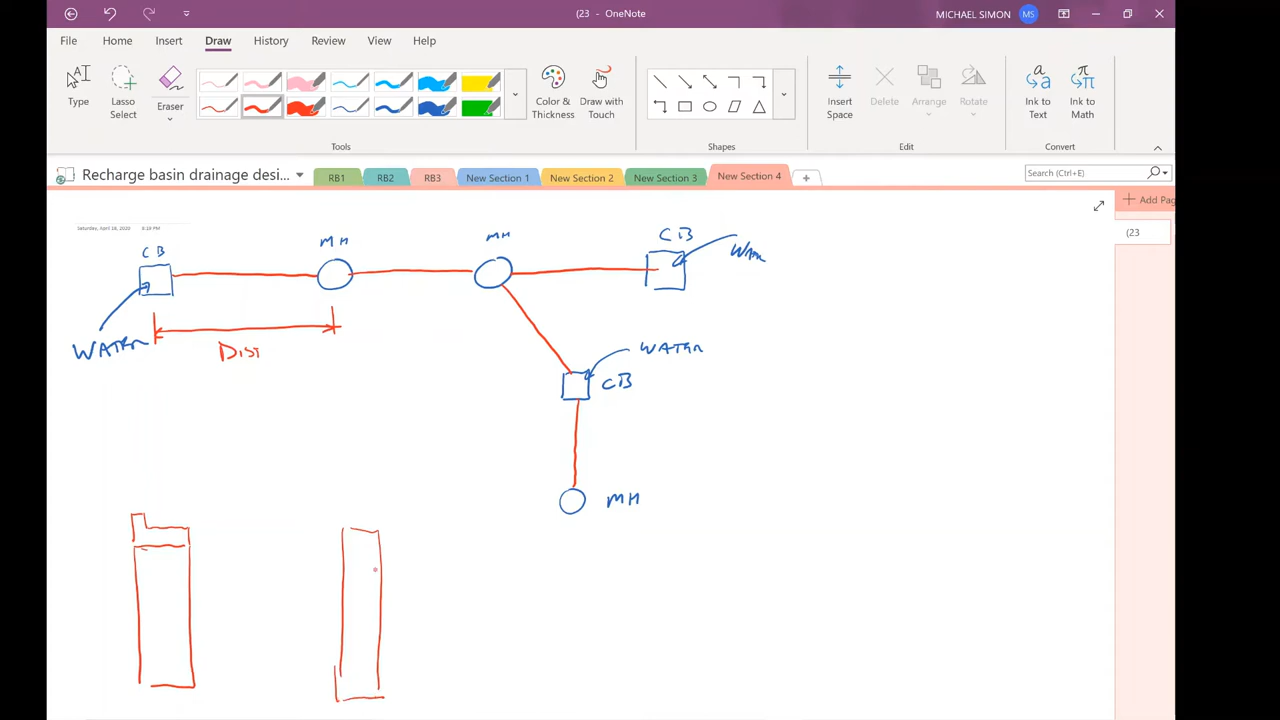 (23 - OneNote
MICHAEL SIMON MS
File Home Insert Draw History Review View Help
Type
Lasso Select
Eraser
Color & Thickness
Draw with Touch
Insert Space
Delete
Arrange
Rotate
a
Ink to Text
π
Ink to Math
Tools
Shapes
Edit
Convert
Recharge basin drainage desi...
RB1
RB2
RB3
New Section 1
New Section 2
New Section 3
New Section 4
Search (Ctrl+E)
Add Pag
(23
CB
MH
MH
CB
WATER
DIST
WATER
CB
MH